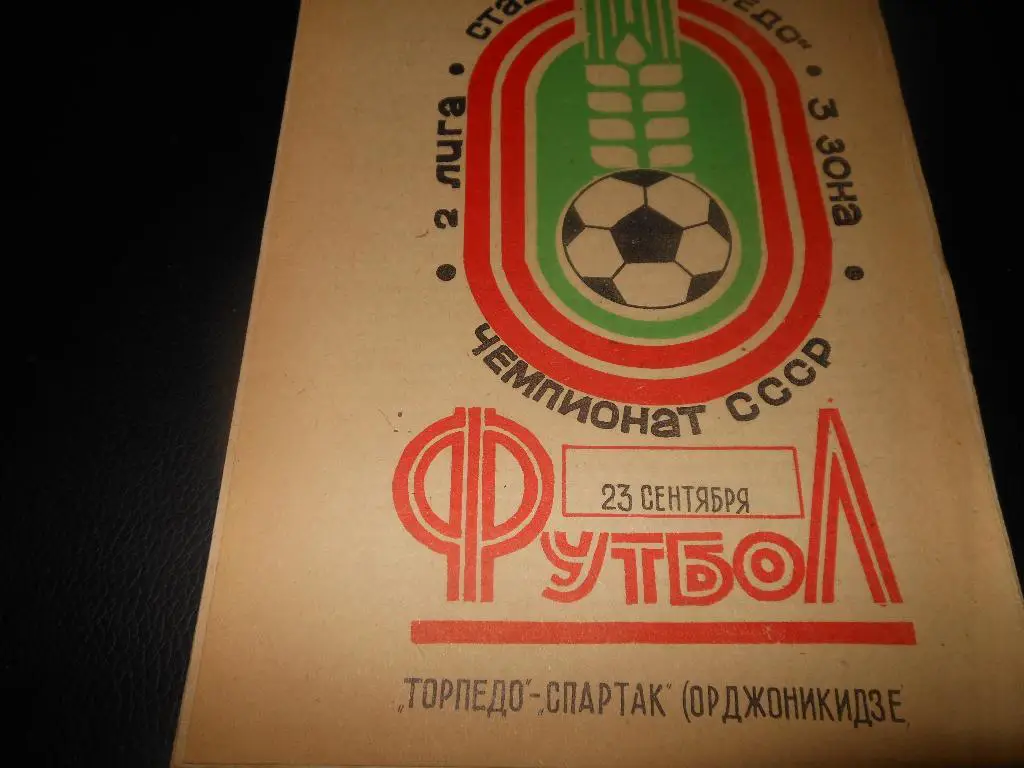 2 лига •
• 3 зона
• ЧЕМПИОНАТ СССР •
23 СЕНТЯБРЯ
ФУТБОЛ
„ТОРПЕДО"-„СПАРТАК" (ОРДЖОНИКИДЗЕ